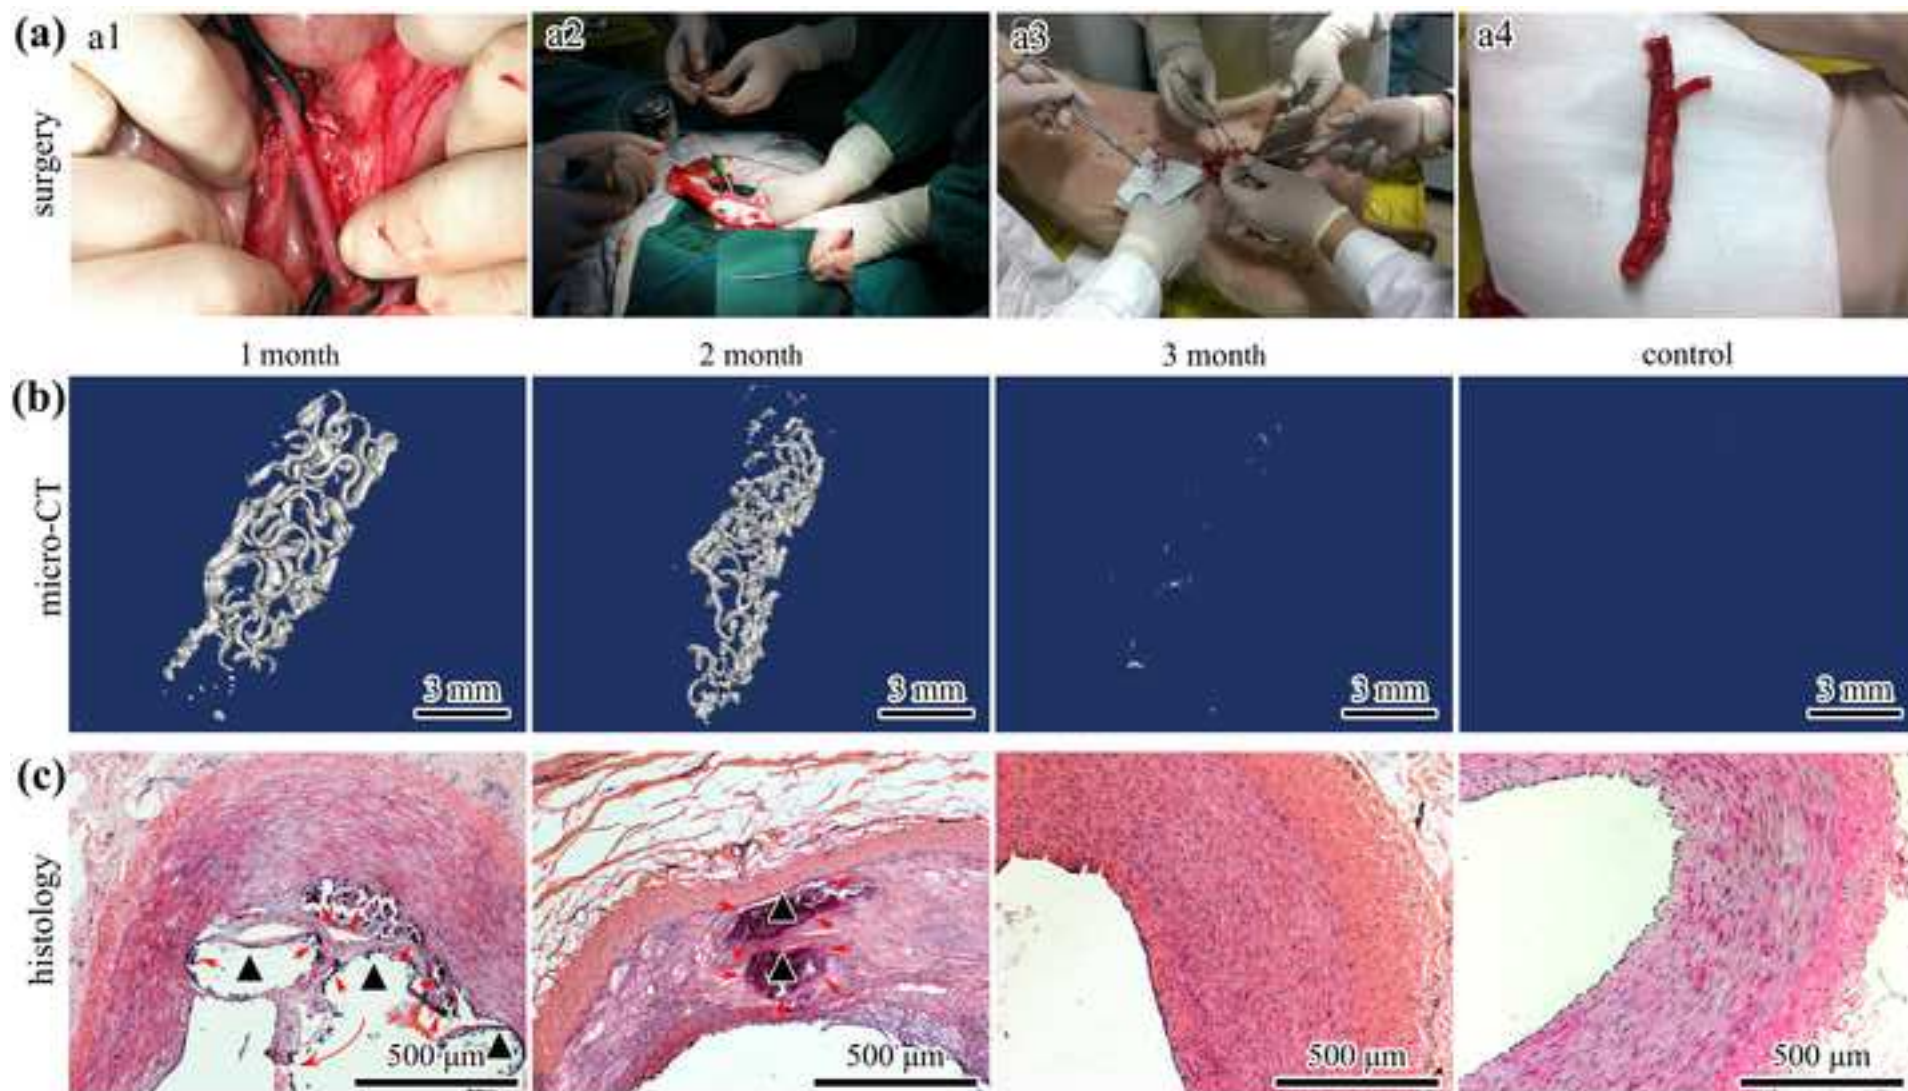 (a) a1 a2 a3 a4
surgery
1 month 2 month 3 month control
(b)
micro-CT
3 mm 3 mm 3 mm 3 mm
(c)
histology
500 μm 500 μm 500 μm 500 μm